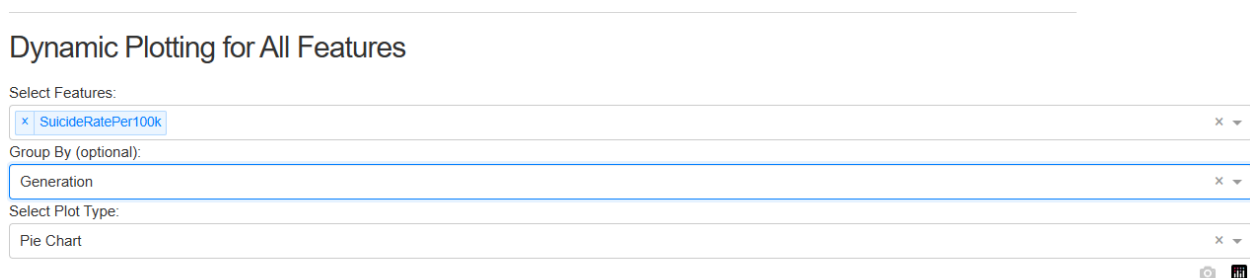 Dynamic Plotting for All Features
Select Features:
× SuicideRatePer100k
Group By (optional):
Generation
Select Plot Type:
Pie Chart